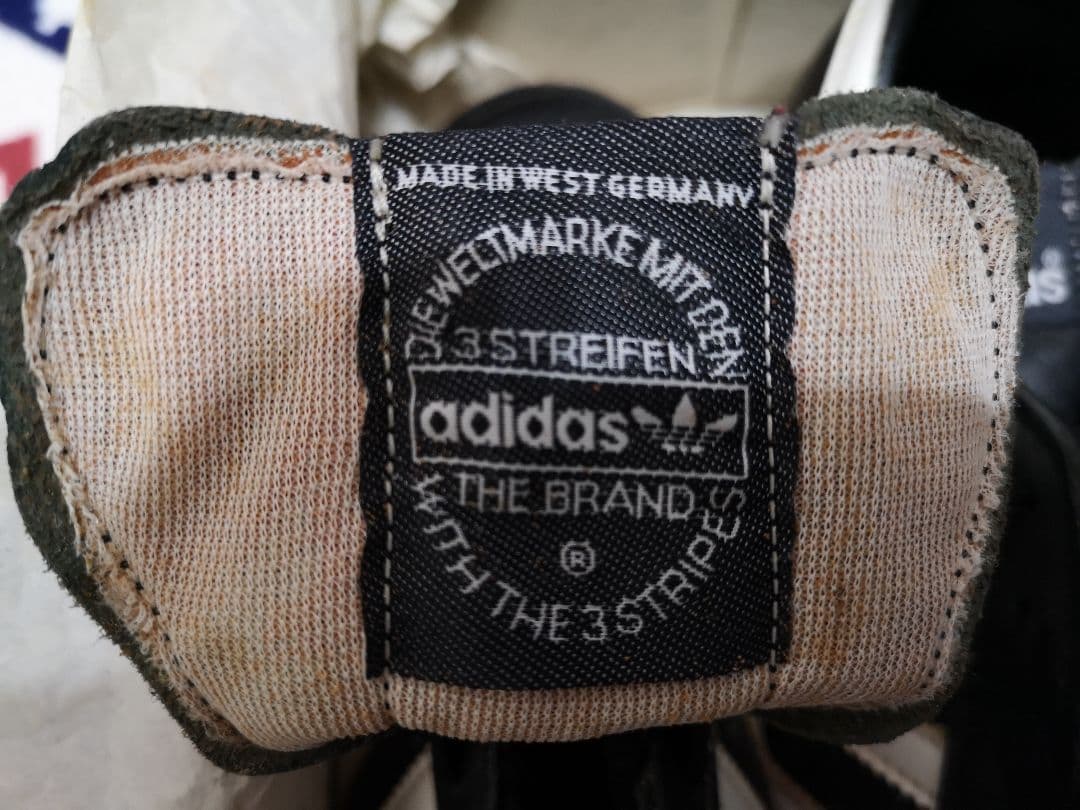 MADE IN WEST GERMANY
DIE WELTMARKE MIT DEN
3 STREIFEN
adidas
THE BRAND
WITH THE 3 STRIPES
®